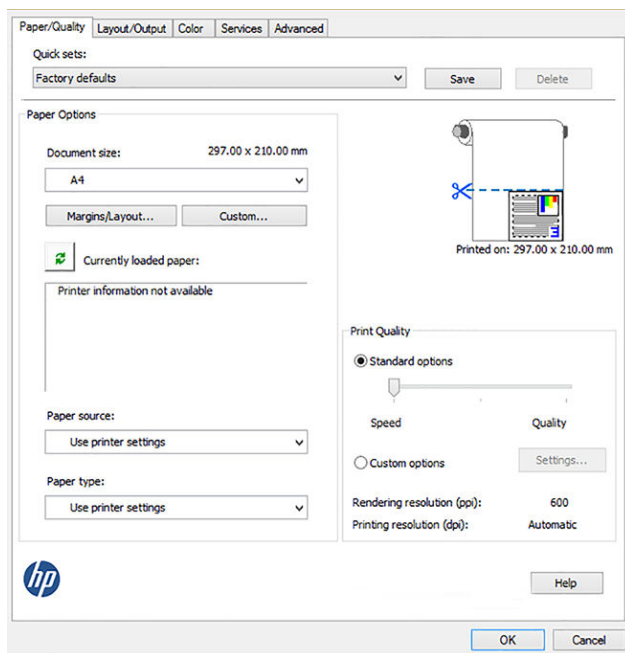 Paper/Quality Layout/Output Color Services Advanced
Quick sets:
Factory defaults Save Delete
Paper Options
Document size: 297.00 x 210.00 mm
A4
Margins/Layout... Custom...
Currently loaded paper:
Printer information not available
Printed on: 297.00 x 210.00 mm
Print Quality
Standard options
Speed Quality
Custom options Settings...
Rendering resolution (ppi): 600
Printing resolution (dpi): Automatic
Paper source:
Use printer settings
Paper type:
Use printer settings
hp
Help
OK Cancel